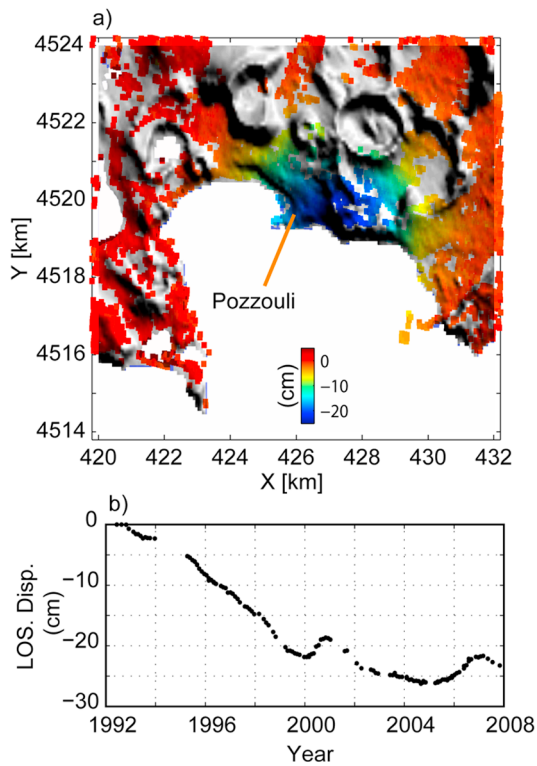 a)
4524
4522
4520
4518
4516
4514
Y [km]
Pozzouli
(cm)
0
−10
−20
420 422 424 426 428 430 432
X [km]
b)
0
−10
−20
−30
LOS. Disp.
(cm)
1992 1996 2000 2004 2008
Year